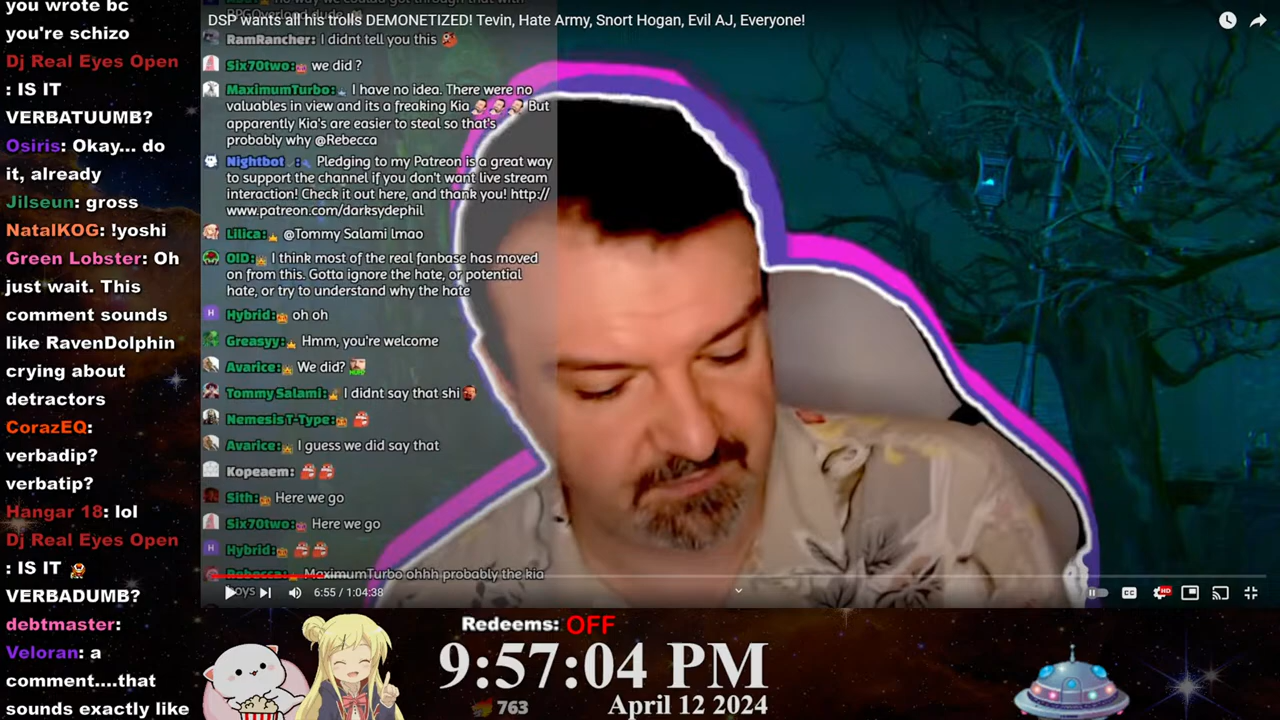 you wrote bc
you're schizo
Dj Real Eyes Open
: IS IT
VERBATUUMB?
Osiris: Okay... do
it, already
Jilseun: gross
NatalKOG: !yoshi
Green Lobster: Oh
just wait. This
comment sounds
like RavenDolphin
crying about
detractors
CorazEQ:
verbadip?
verbatip?
Hangar 18: lol
Dj Real Eyes Open
: IS IT
VERBADUMB?
debtmaster:
Veloran: a
comment....that
sounds exactly like
DSP wants all his trolls DEMONETIZED! Tevin, Hate Army, Snort Hogan, Evil AJ, Everyone!
RamRancher: I didnt tell you this
Six70two: we did ?
MaximumTurbo: I have no idea. There were no
valuables in view and its a freaking Kia But
apparently Kia's are easier to steal so that's
probably why @Rebecca
Nightbot : Pledging to my Patreon is a great way
to support the channel if you don't want live stream
interaction! Check it out here, and thank you! http://
www.patreon.com/darksydephil
Lilica: @Tommy Salami lmao
OID: I think most of the real fanbase has moved
on from this. Gotta ignore the hate, or potential
hate, or try to understand why the hate
Hybrid: oh oh
Greasyy: Hmm, you're welcome
Avarice: We did?
Tommy Salami: I didnt say that shi
Nemesis T-Type:
Avarice: I guess we did say that
Kopeaem:
Sith: Here we go
Six70two: Here we go
Hybrid:
Rebecca: MaximumTurbo ohhh probably the kia
boys
6:55 / 1:04:38
CC
HD
Redeems: OFF
9:57:04 PM
763
April 12 2024